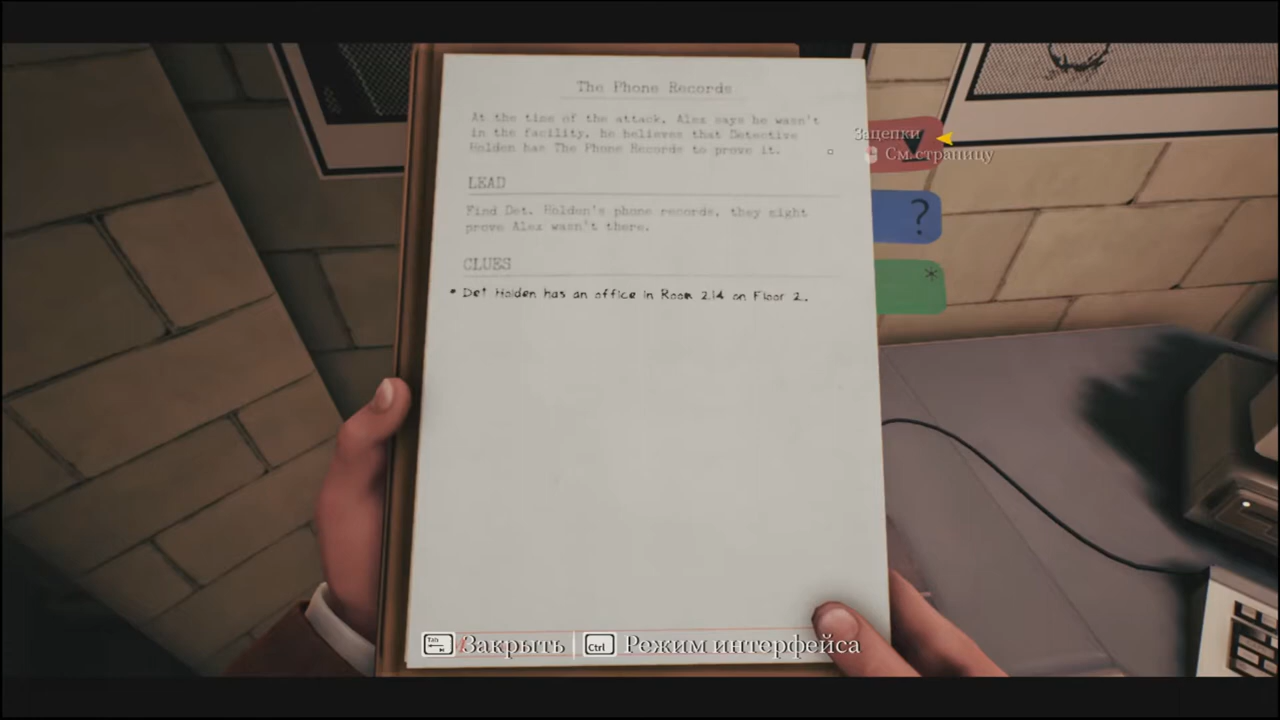 The Phone Records
At the time of the attack, Alex says he wasn't
in the facility, he believes that Detective
Holden has The Phone Records to prove it.
LEAD
Find Det. Holden's phone records, they might
prove Alex wasn't there.
CLUES
• Det Holden has an office in Room 214 on Floor 2.
Зацепки
См страницу
?
*
Tab Закрыть | Ctrl Режим интерфейса